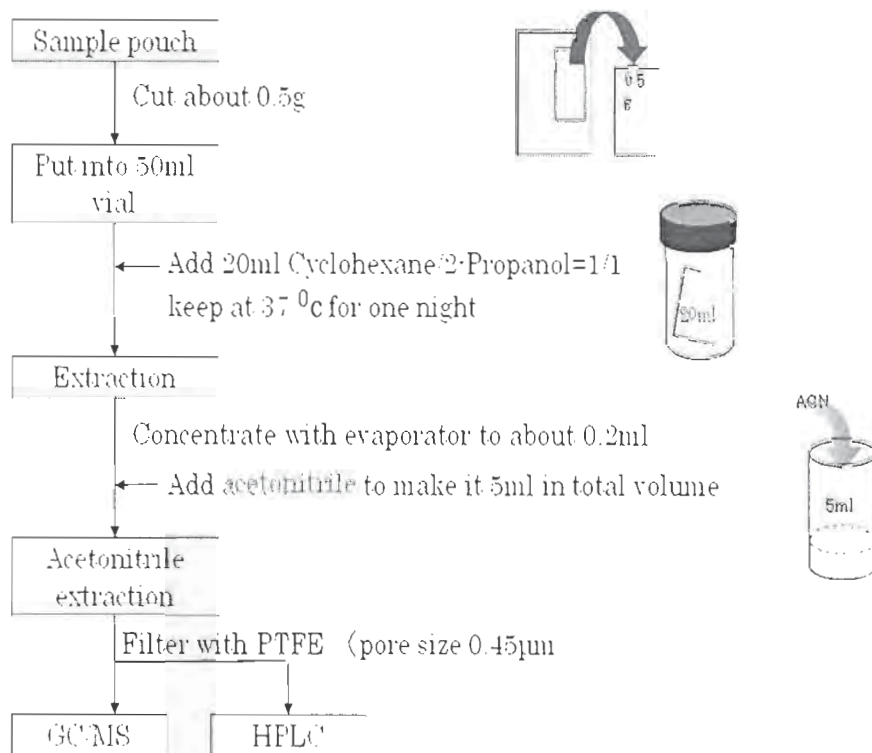 Sample pouch
Cut about 0.5g
0.5
Put into 50ml
vial
Add 20ml Cyclohexane/2-Propanol=1/1
keep at 37 ⁰c for one night
20ml
Extraction
ACN
Concentrate with evaporator to about 0.2ml
Add acetonitrile to make it 5ml in total volume
5ml
Acetonitrile
extraction
Filter with PTFE (pore size 0.45μm
GC/MS
HPLC